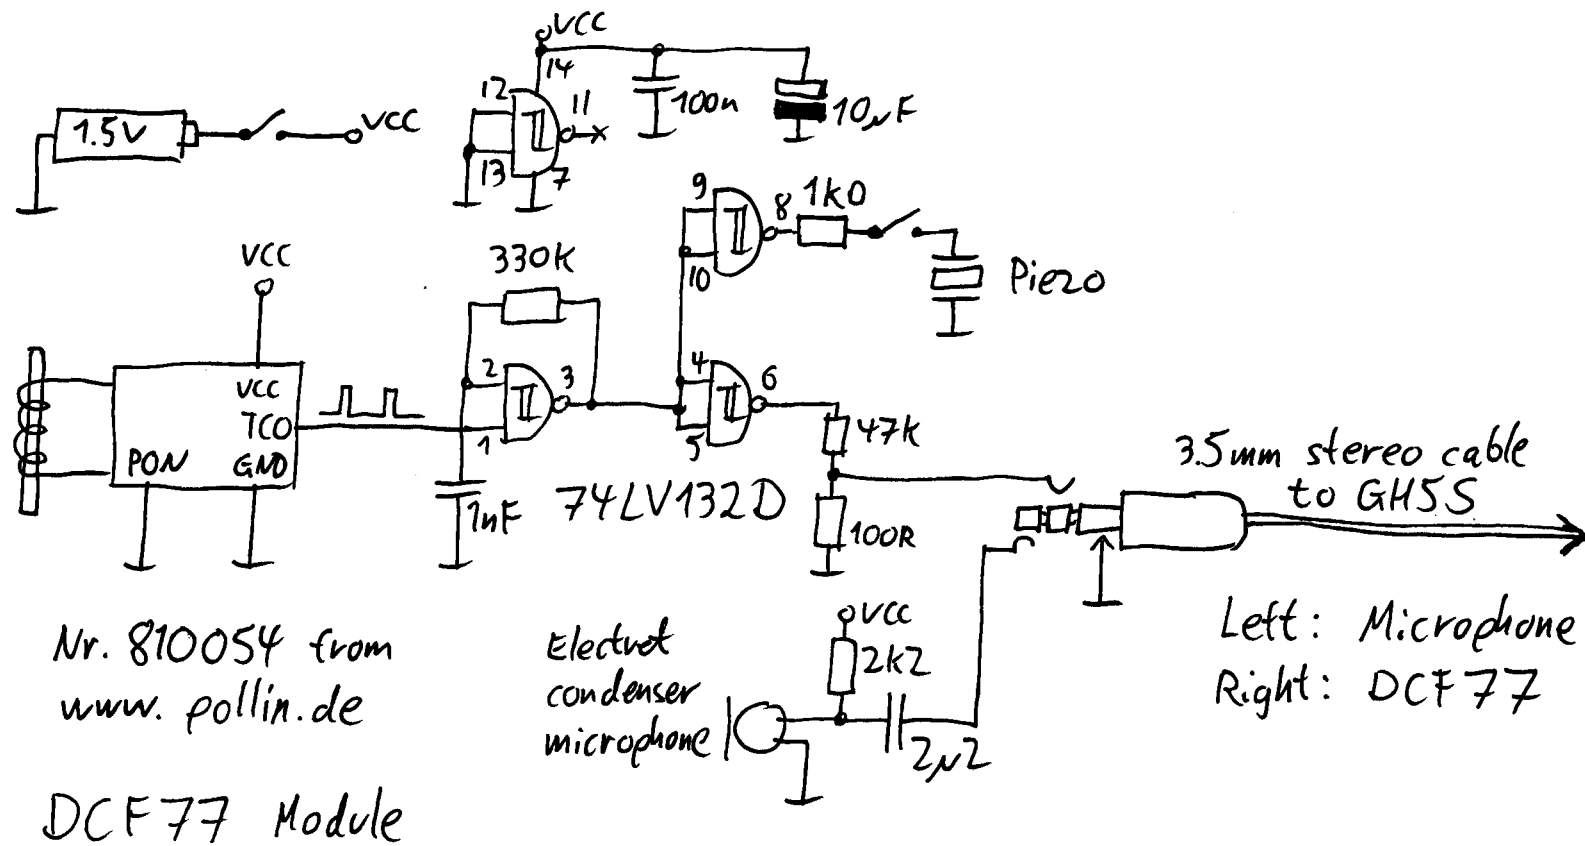 VCC
14
12
11
100n
10µF
1.5V
VCC
13
7
9
8
1k0
10
VCC
330k
Piezo
2
3
4
6
VCC
TCO
1
5
47k
PON
GND
3.5mm stereo cable
to GH5S
1nF
74LV132D
100R
Nr. 810054 from
www.pollin.de
Electret
condenser
microphone
VCC
2k2
2µ2
Left: Microphone
Right: DCF77
DCF77 Module